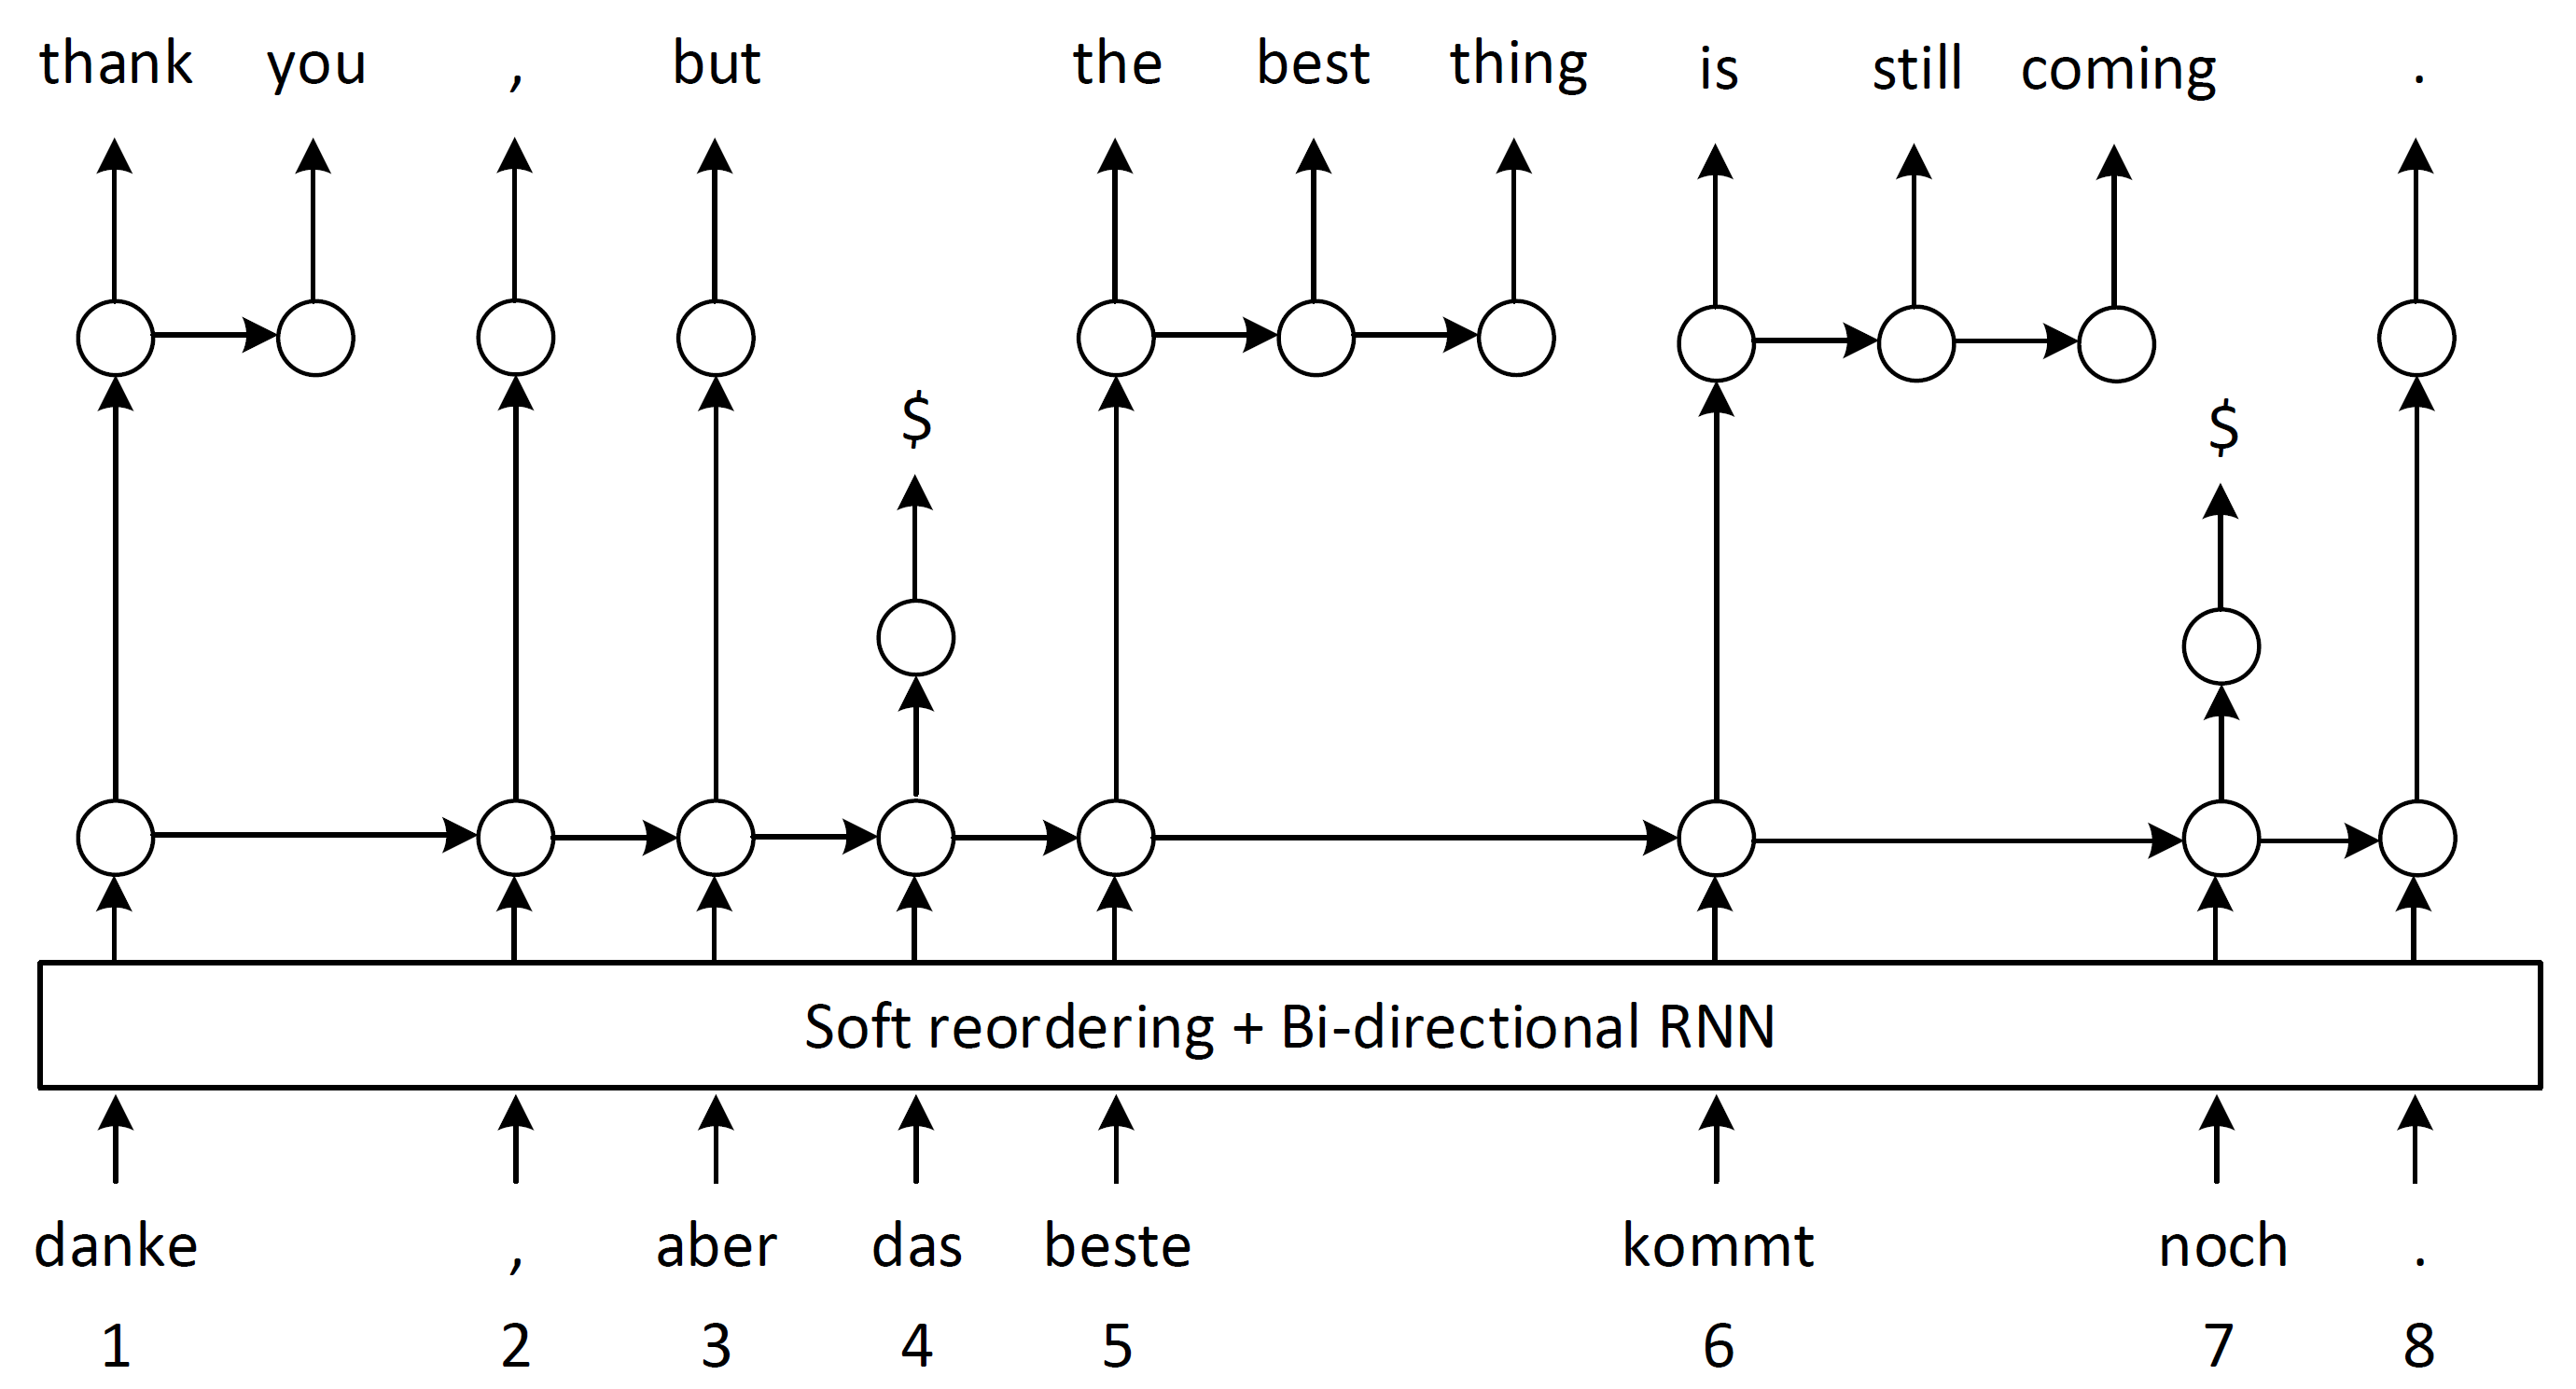 thank you , but the best thing is still coming .
$ $
Soft reordering + Bi-directional RNN
danke , aber das beste kommt noch .
1 2 3 4 5 6 7 8